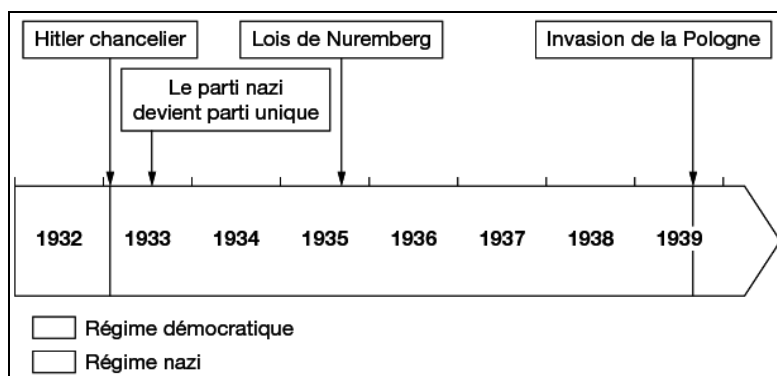 Hitler chancelier
Lois de Nuremberg
Invasion de la Pologne
Le parti nazi
devient parti unique
1932 1933 1934 1935 1936 1937 1938 1939
Régime démocratique
Régime nazi